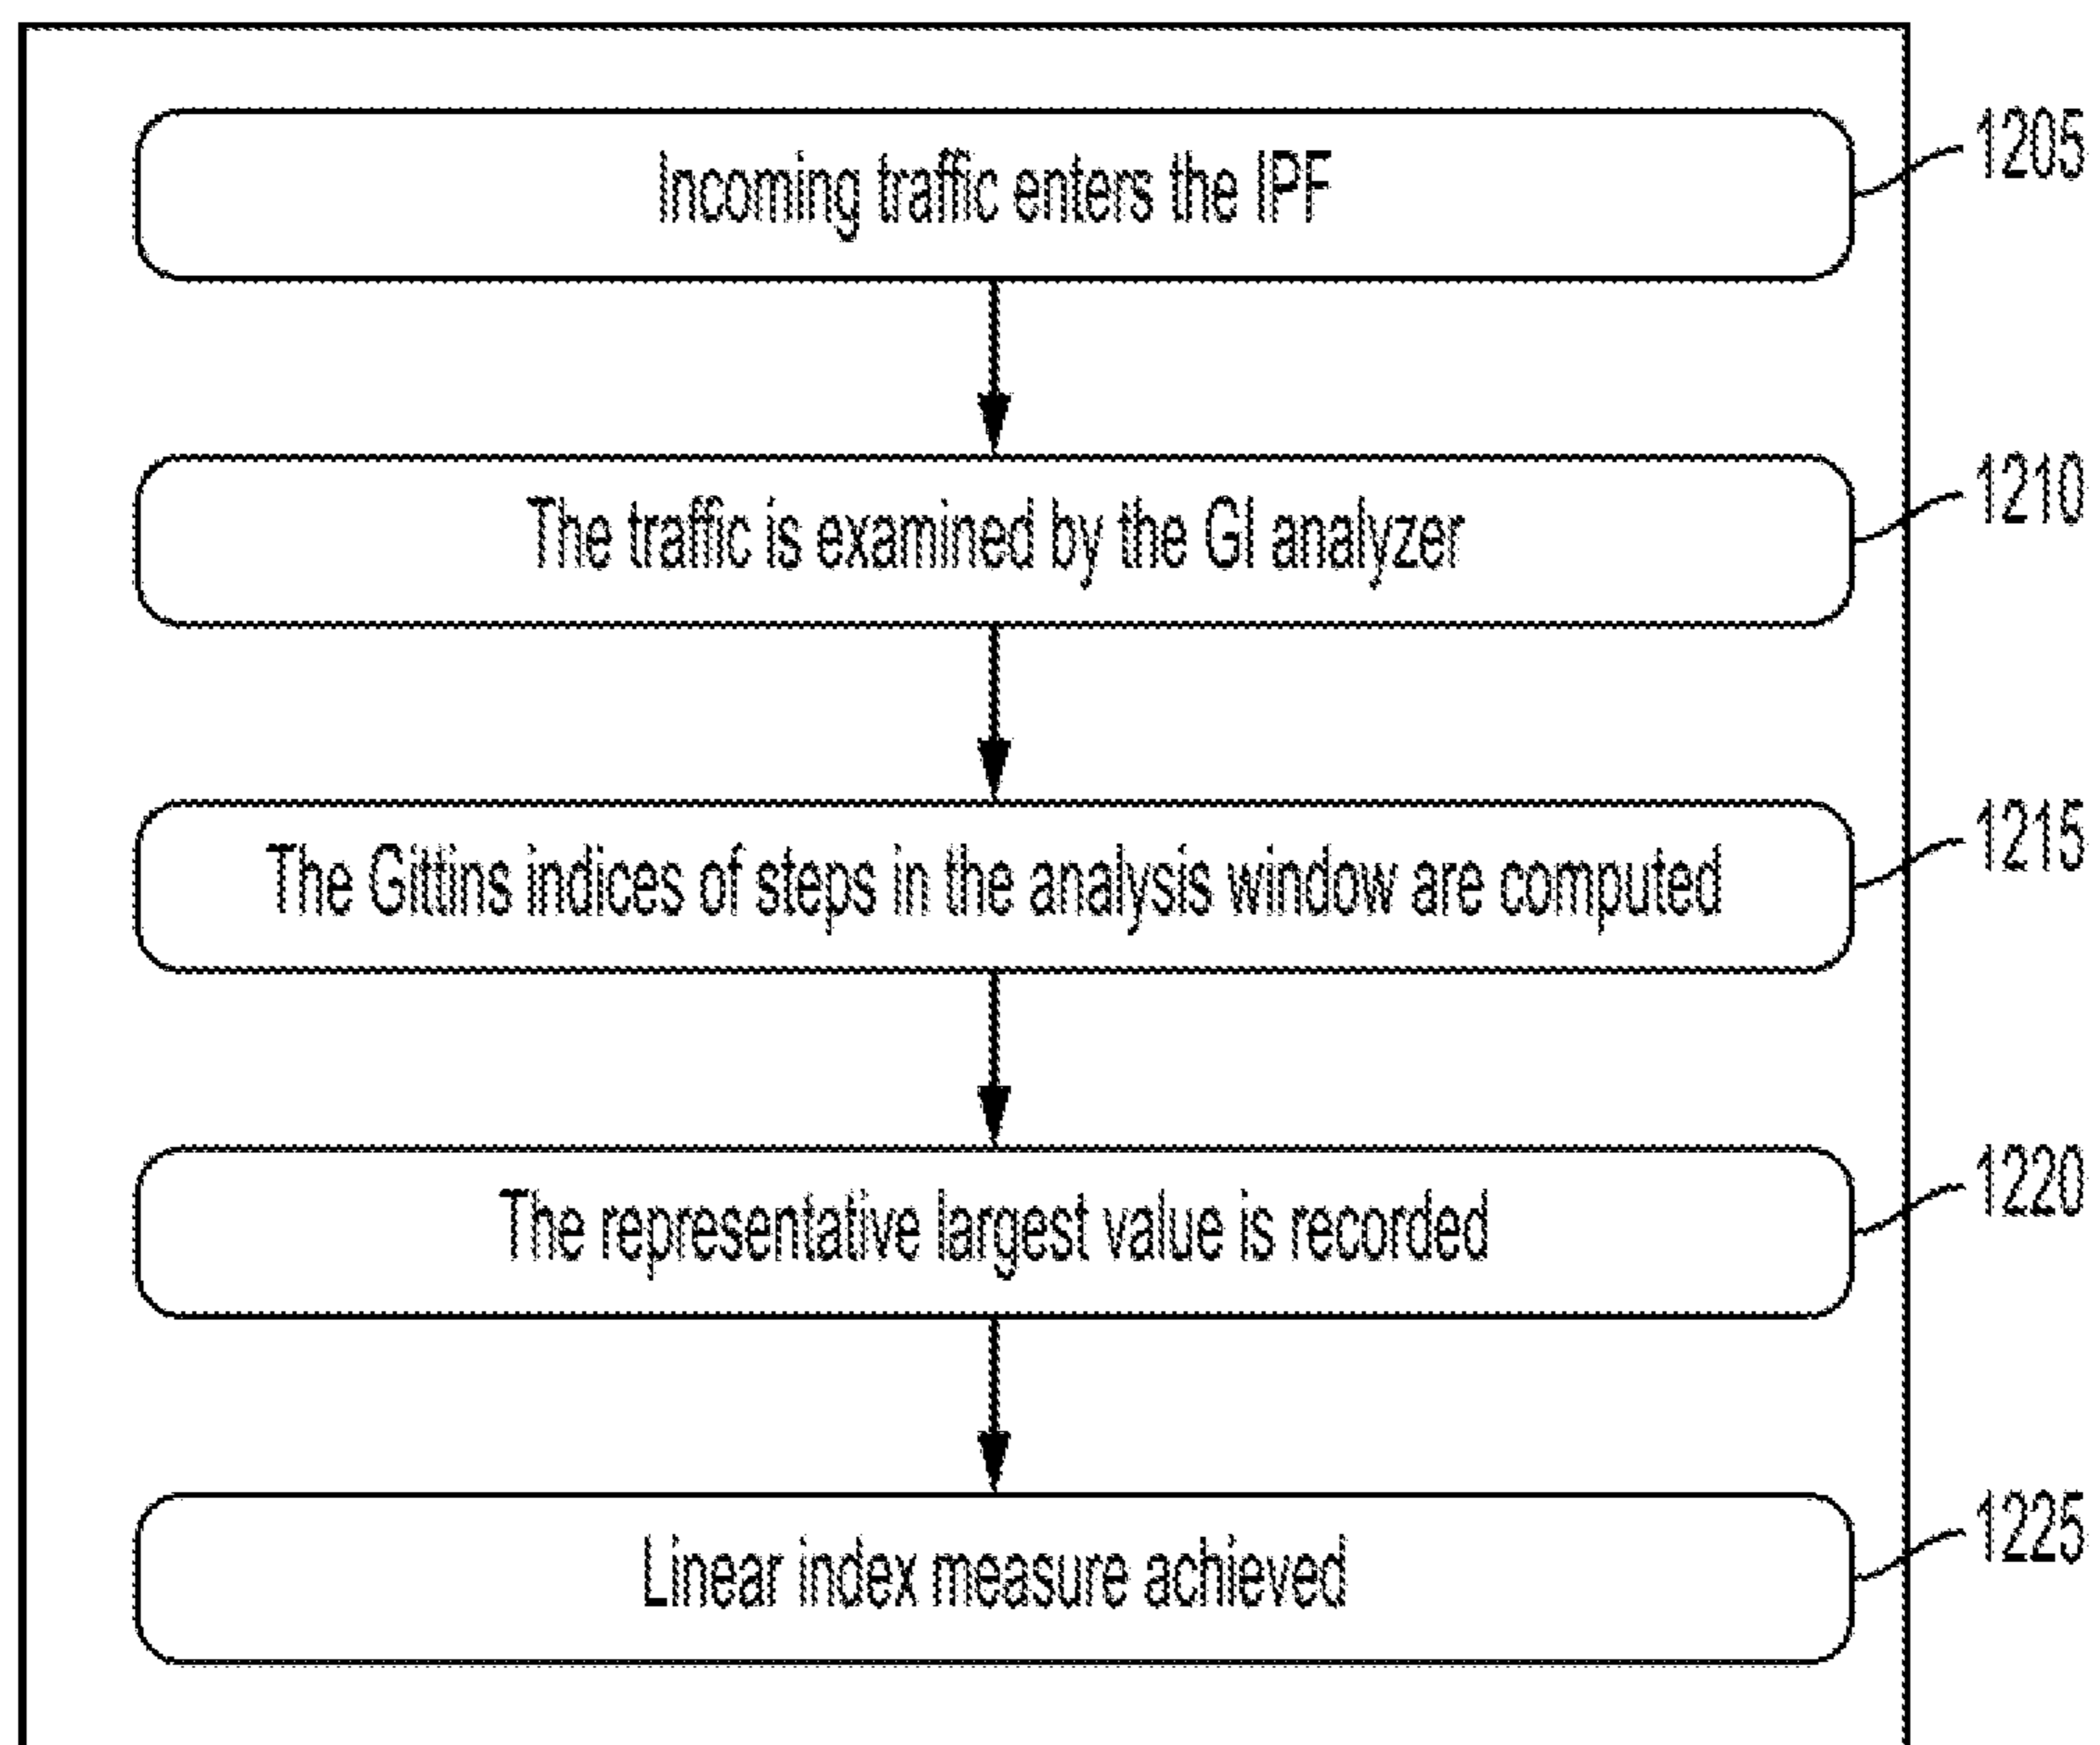 Incoming traffic enters the IPF
1205
The traffic is examined by the GI analyzer
1210
The Gittins indices of steps in the analysis window are computed
1215
The representative largest value is recorded
1220
Linear index measure achieved
1225